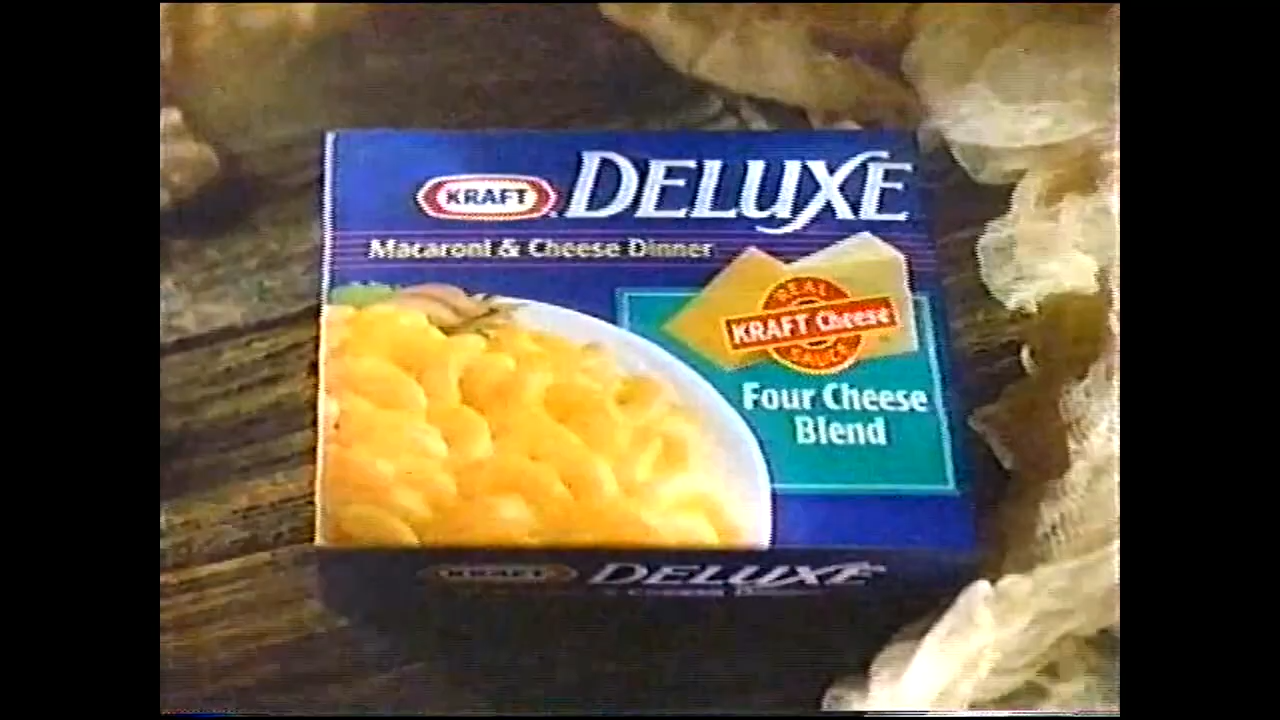 KRAFT DELUXE
Macaroni & Cheese Dinner
REAL
KRAFT Cheese
SAUCE
Four Cheese
Blend
KRAFT DELUXE